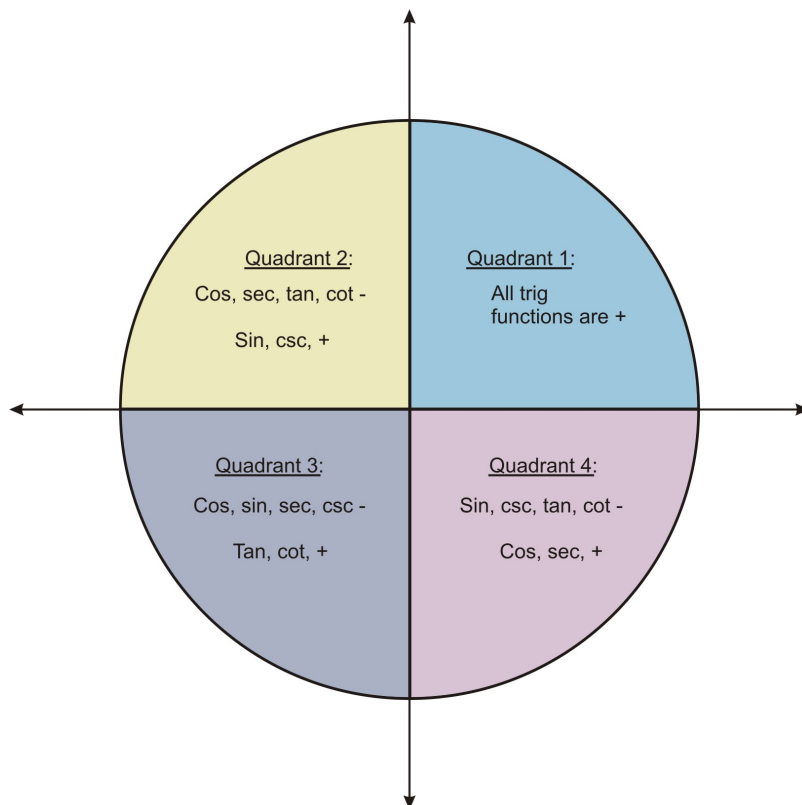 Quadrant 2:
Cos, sec, tan, cot -
Sin, csc, +
Quadrant 1:
All trig
functions are +
Quadrant 3:
Cos, sin, sec, csc -
Tan, cot, +
Quadrant 4:
Sin, csc, tan, cot -
Cos, sec, +